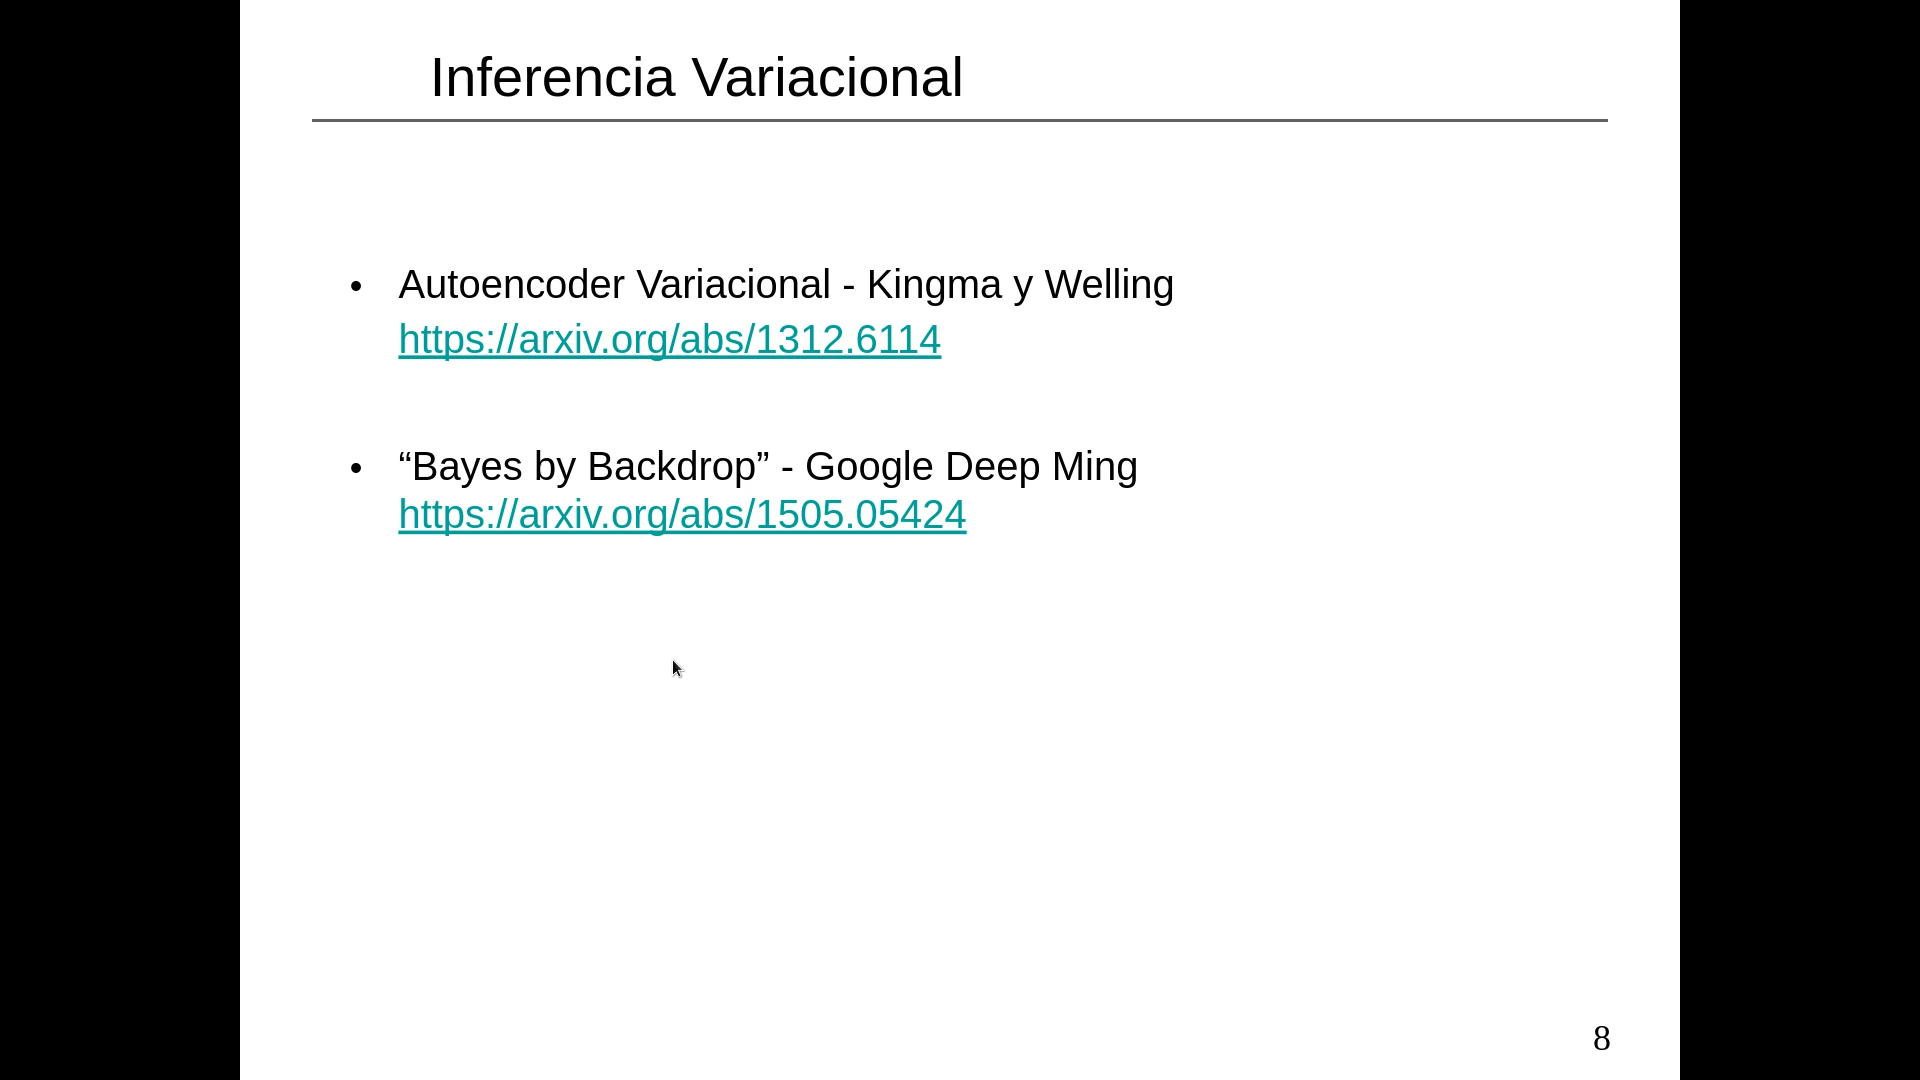 Inferencia Variacional
• Autoencoder Variacional - Kingma y Welling
https://arxiv.org/abs/1312.6114
• “Bayes by Backdrop” - Google Deep Ming
https://arxiv.org/abs/1505.05424
8